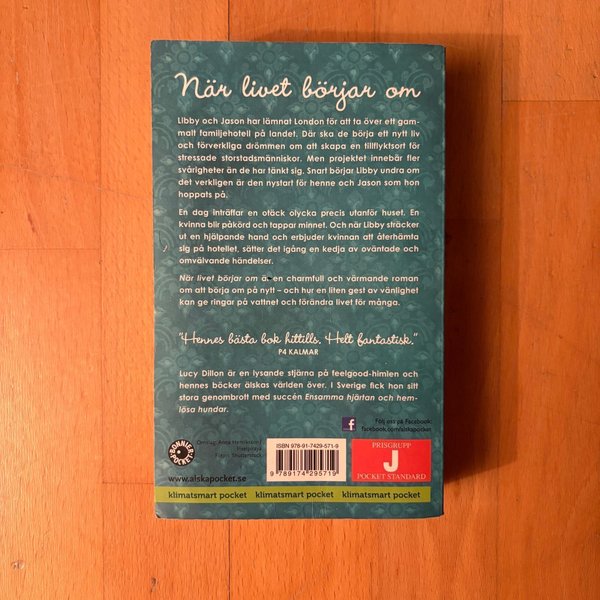 När livet börjar om
Libby och Jason har lämnat London för att ta över ett gam-
malt familjehotell på landet. Där ska de börja ett nytt liv
och förverkliga drömmen om att skapa en tillflyktsort för
stressade storstadsmänniskor. Men projektet innebär fler
svårigheter än de har tänkt sig. Snart börjar Libby undra om
det verkligen är den nystart för henne och Jason som hon
hoppats på.
En dag inträffar en otäck olycka precis utanför huset. En
kvinna blir påkörd och tappar minnet. Och när Libby sträcker
ut en hjälpande hand och erbjuder kvinnan att återhämta
sig på hotellet, sätter det igång en kedja av oväntade och
omvälvande händelser.
När livet börjar om är en charmfull och värmande roman
om att börja om på nytt – och hur en liten gest av vänlighet
kan ge ringar på vattnet och förändra livet för många.
"Hennes bästa bok hittills. Helt fantastisk."
P4 KALMAR
Lucy Dillon är en lysande stjärna på feelgood-himlen och
hennes böcker älskas världen över. I Sverige fick hon sitt
stora genombrott med succén Ensamma hjärtan och hem-
lösa hundar.
Följ oss på Facebook:
facebook.com/alskapocket
BONNIER POCKET
Omslag: Anna Henriksson/
Foton: Shutterstock
www.alskapocket.se
ISBN 978-91-7429-571-9
9 789174 295719
PRISGRUPP
J
POCKET STANDARD
klimatsmart pocket klimatsmart pocket klimatsmart pocket